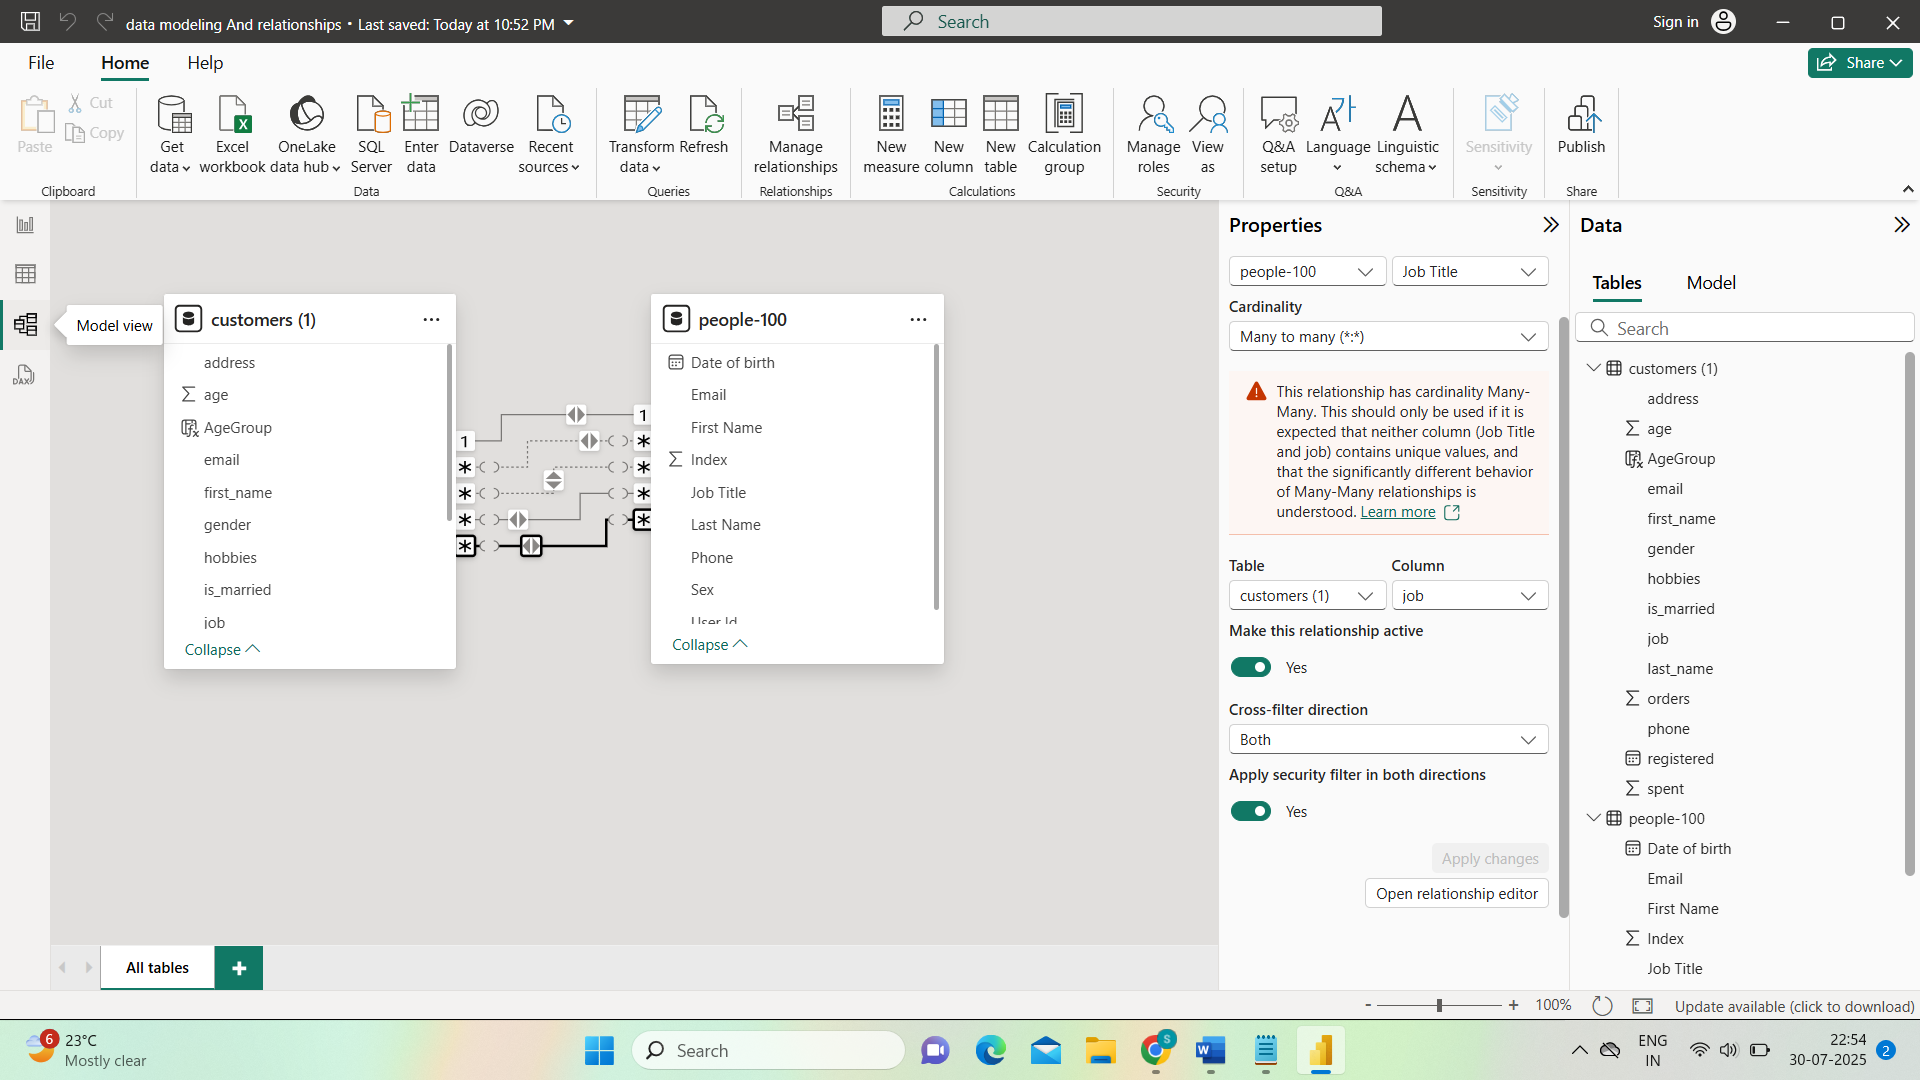 data modeling And relationships • Last saved: Today at 10:52 PM
Search
Sign in
File
Home
Help
Share
Paste
Cut
Copy
Clipboard
Get data
Excel workbook
OneLake data hub
SQL Server
Enter data
Dataverse
Recent sources
Data
Transform data
Refresh
Queries
Manage relationships
Relationships
New measure
New column
New table
Calculation group
Calculations
Manage roles
View as
Security
Q&A setup
Language
Linguistic schema
Q&A
Sensitivity
Sensitivity
Publish
Share
Model view
DAX
customers (1)
address
age
AgeGroup
email
first_name
gender
hobbies
is_married
job
Collapse
1
*
*
*
*
1
*
*
*
*
people-100
Date of birth
Email
First Name
Index
Job Title
Last Name
Phone
Sex
User Id
Collapse
Properties
people-100
Job Title
Cardinality
Many to many (*:*)
This relationship has cardinality Many-
Many. This should only be used if it is
expected that neither column (Job Title
and job) contains unique values, and
that the significantly different behavior
of Many-Many relationships is
understood. Learn more
Table
Column
customers (1)
job
Make this relationship active
Yes
Cross-filter direction
Both
Apply security filter in both directions
Yes
Apply changes
Open relationship editor
Data
Tables
Model
Search
customers (1)
address
age
AgeGroup
email
first_name
gender
hobbies
is_married
job
last_name
orders
phone
registered
spent
people-100
Date of birth
Email
First Name
Index
Job Title
All tables
+
- + 100%
Update available (click to download)
6
23°C
Mostly clear
Search
S
ENG
IN
22:54
30-07-2025
2